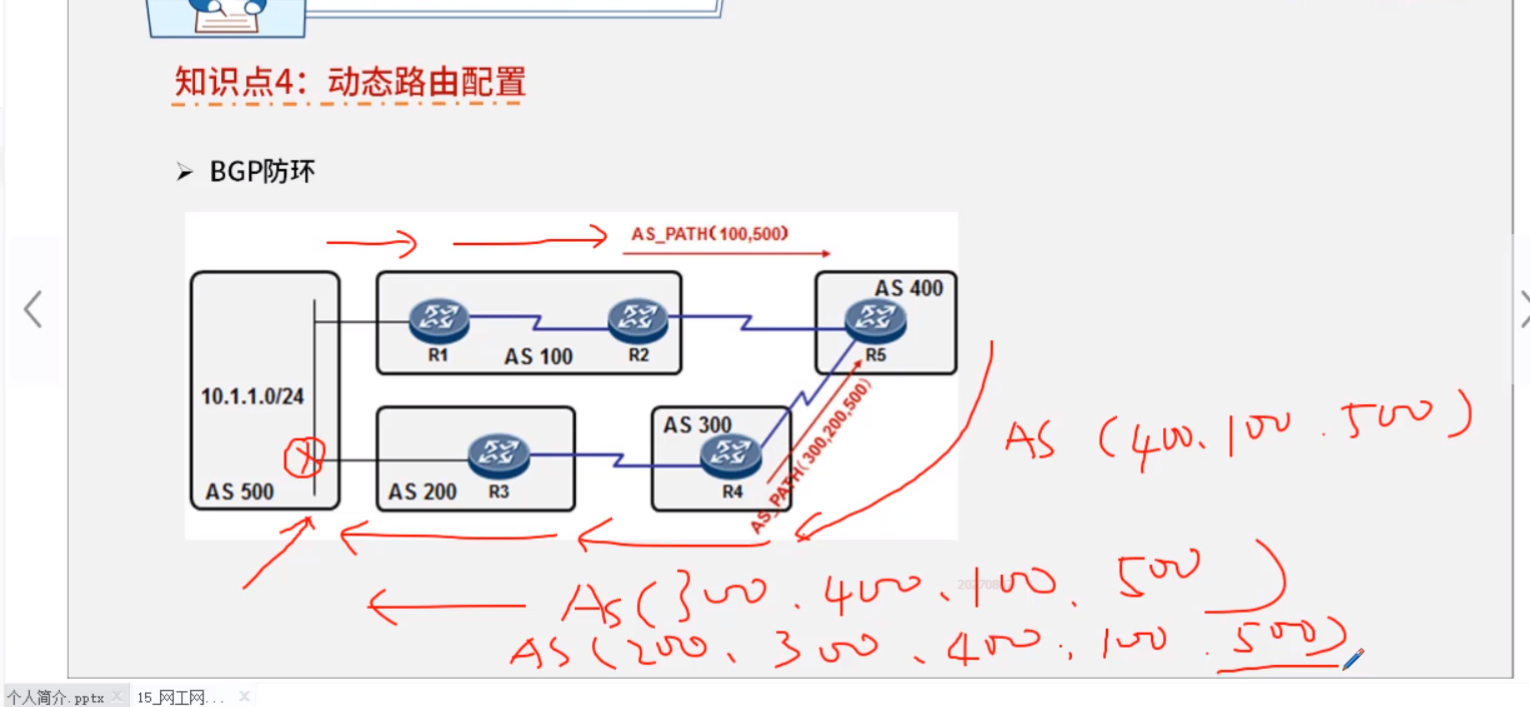 知识点4：动态路由配置
➢ BGP防环
AS_PATH(100,500)
AS 400
R5
R1
AS 100
R2
10.1.1.0/24
AS 300
R4
AS_PATH(300,200,500)
AS 500
AS 200
R3
AS (400、100.500)
AS(300、400、100.500)
AS(200、300、400、100.500)
个人简介.pptx
15_网工网...